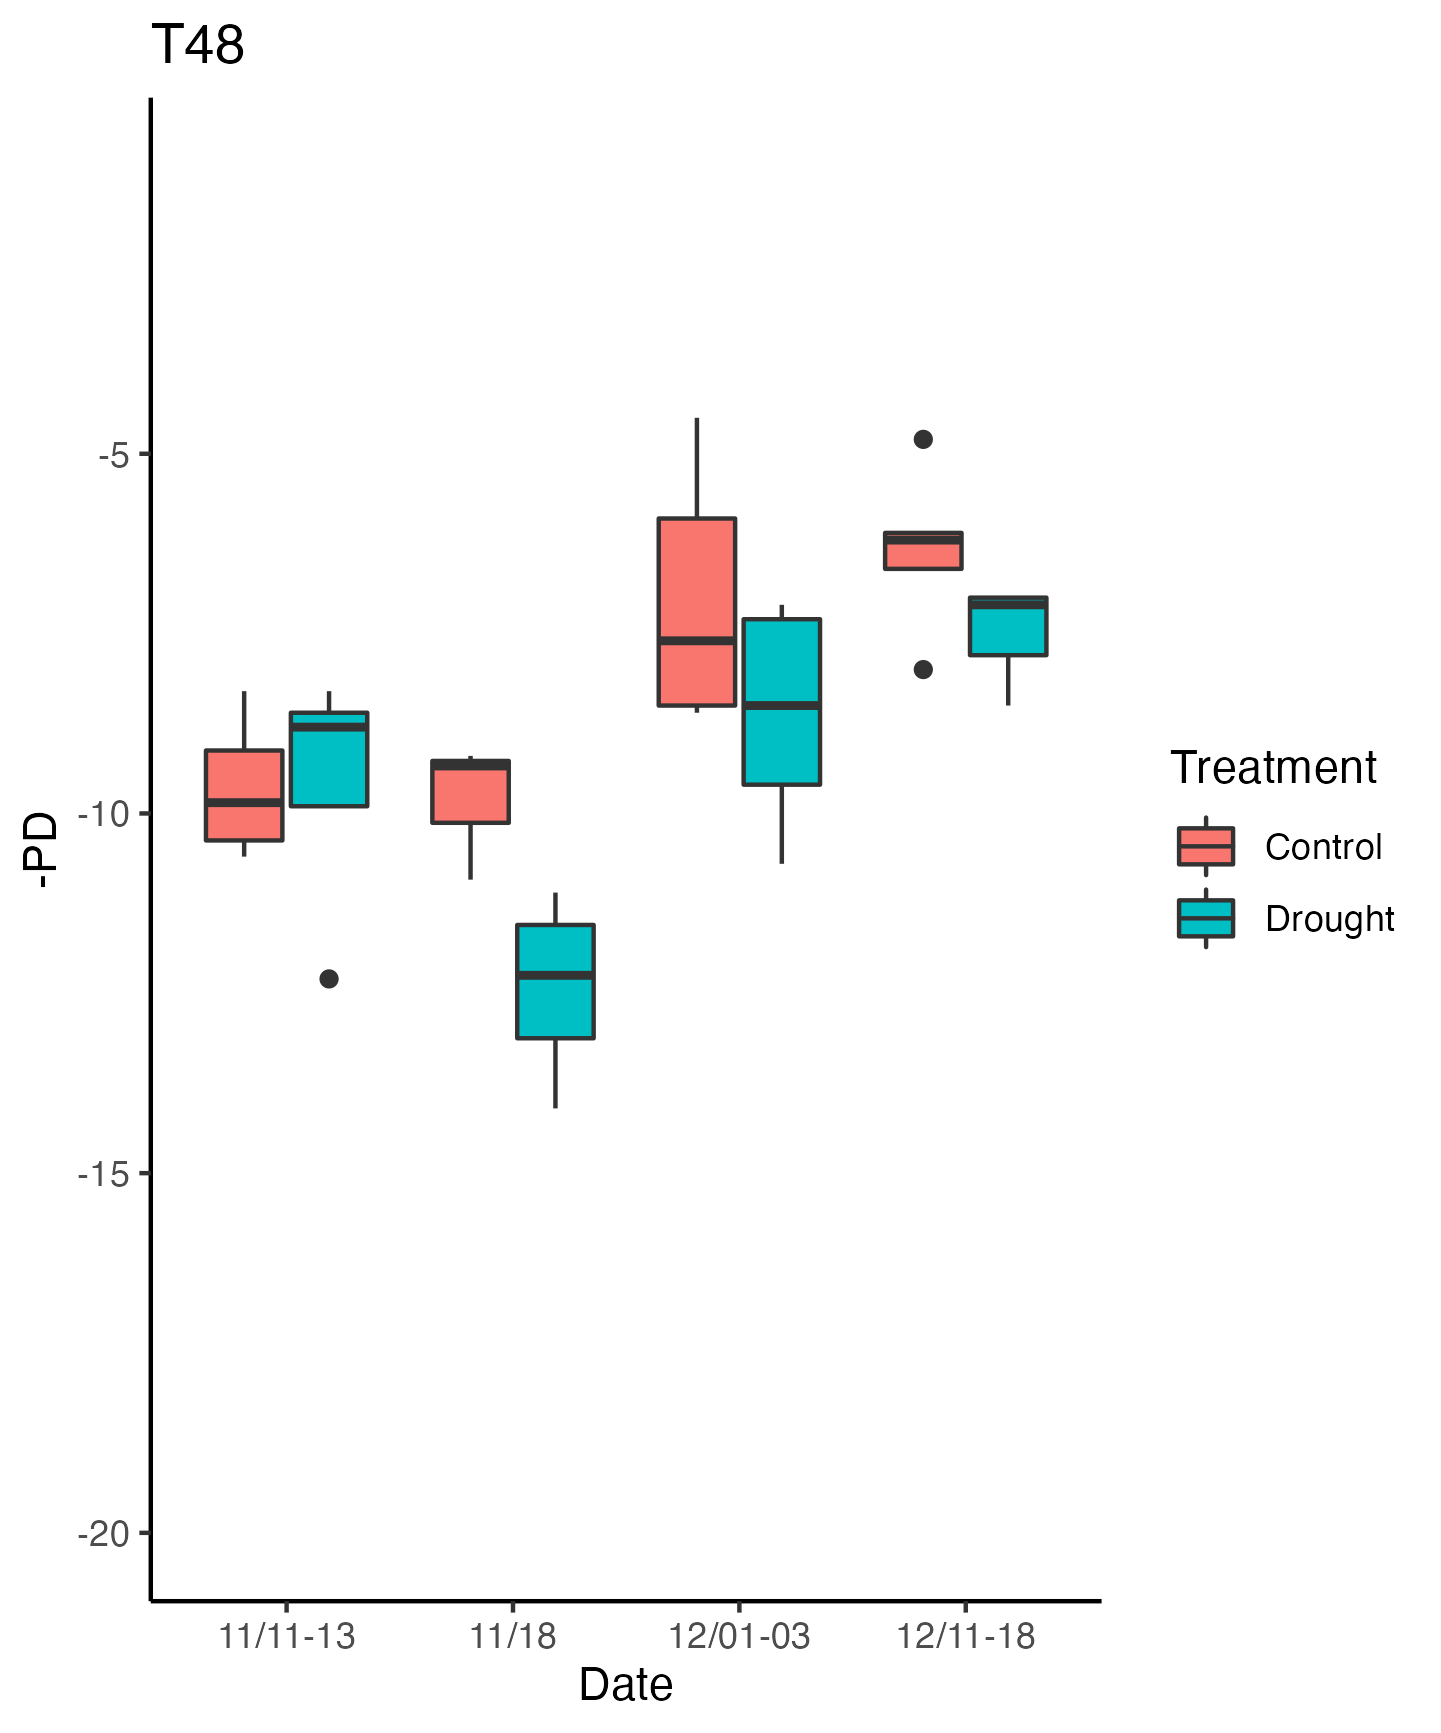 T48
-PD
-5
-10
-15
-20
11/11-13
11/18
12/01-03
12/11-18
Date
Treatment
Control
Drought